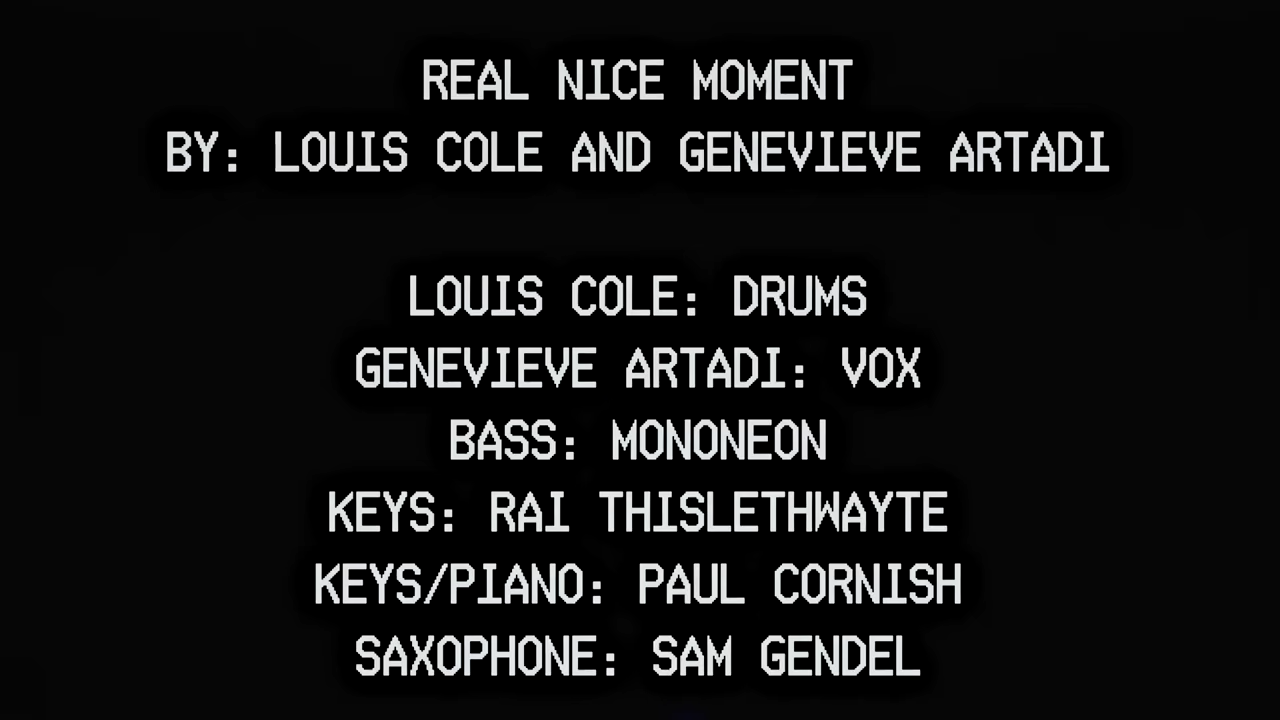 REAL NICE MOMENT
BY: LOUIS COLE AND GENEVIEVE ARTADI
LOUIS COLE: DRUMS
GENEVIEVE ARTADI: VOX
BASS: MONONEON
KEYS: RAI THISLETHWAYTE
KEYS/PIANO: PAUL CORNISH
SAXOPHONE: SAM GENDEL